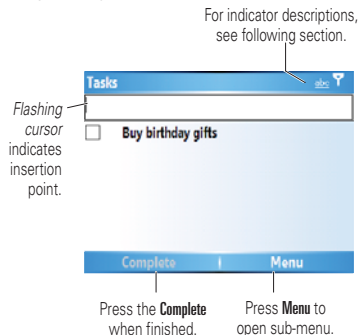 For indicator descriptions,
see following section.
Tasks
abc
Flashing
cursor
indicates
insertion
point.
Buy birthday gifts
Complete
Menu
Press the Complete
when finished.
Press Menu to
open sub-menu.